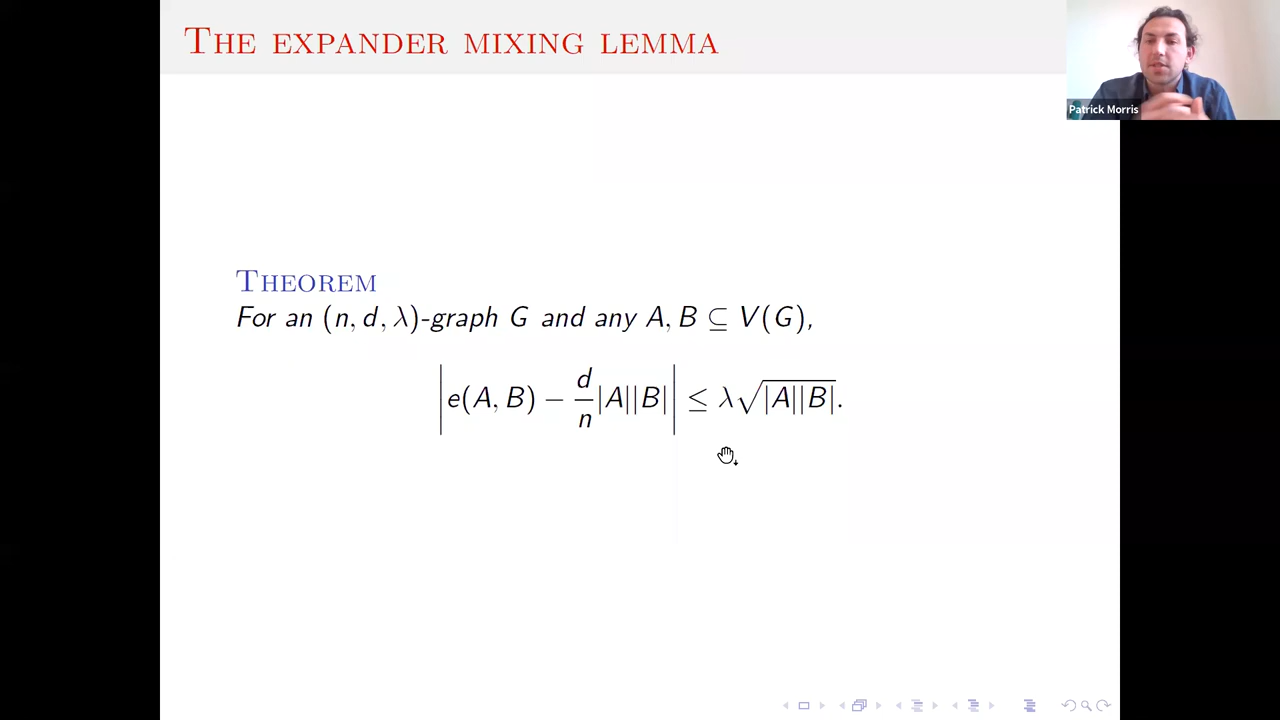 The expander mixing lemma
Patrick Morris
Theorem
For an (n, d, λ)-graph G and any A, B ⊆ V(G),
|e(A, B) − d/n |A||B|| ≤ λ√|A||B|.